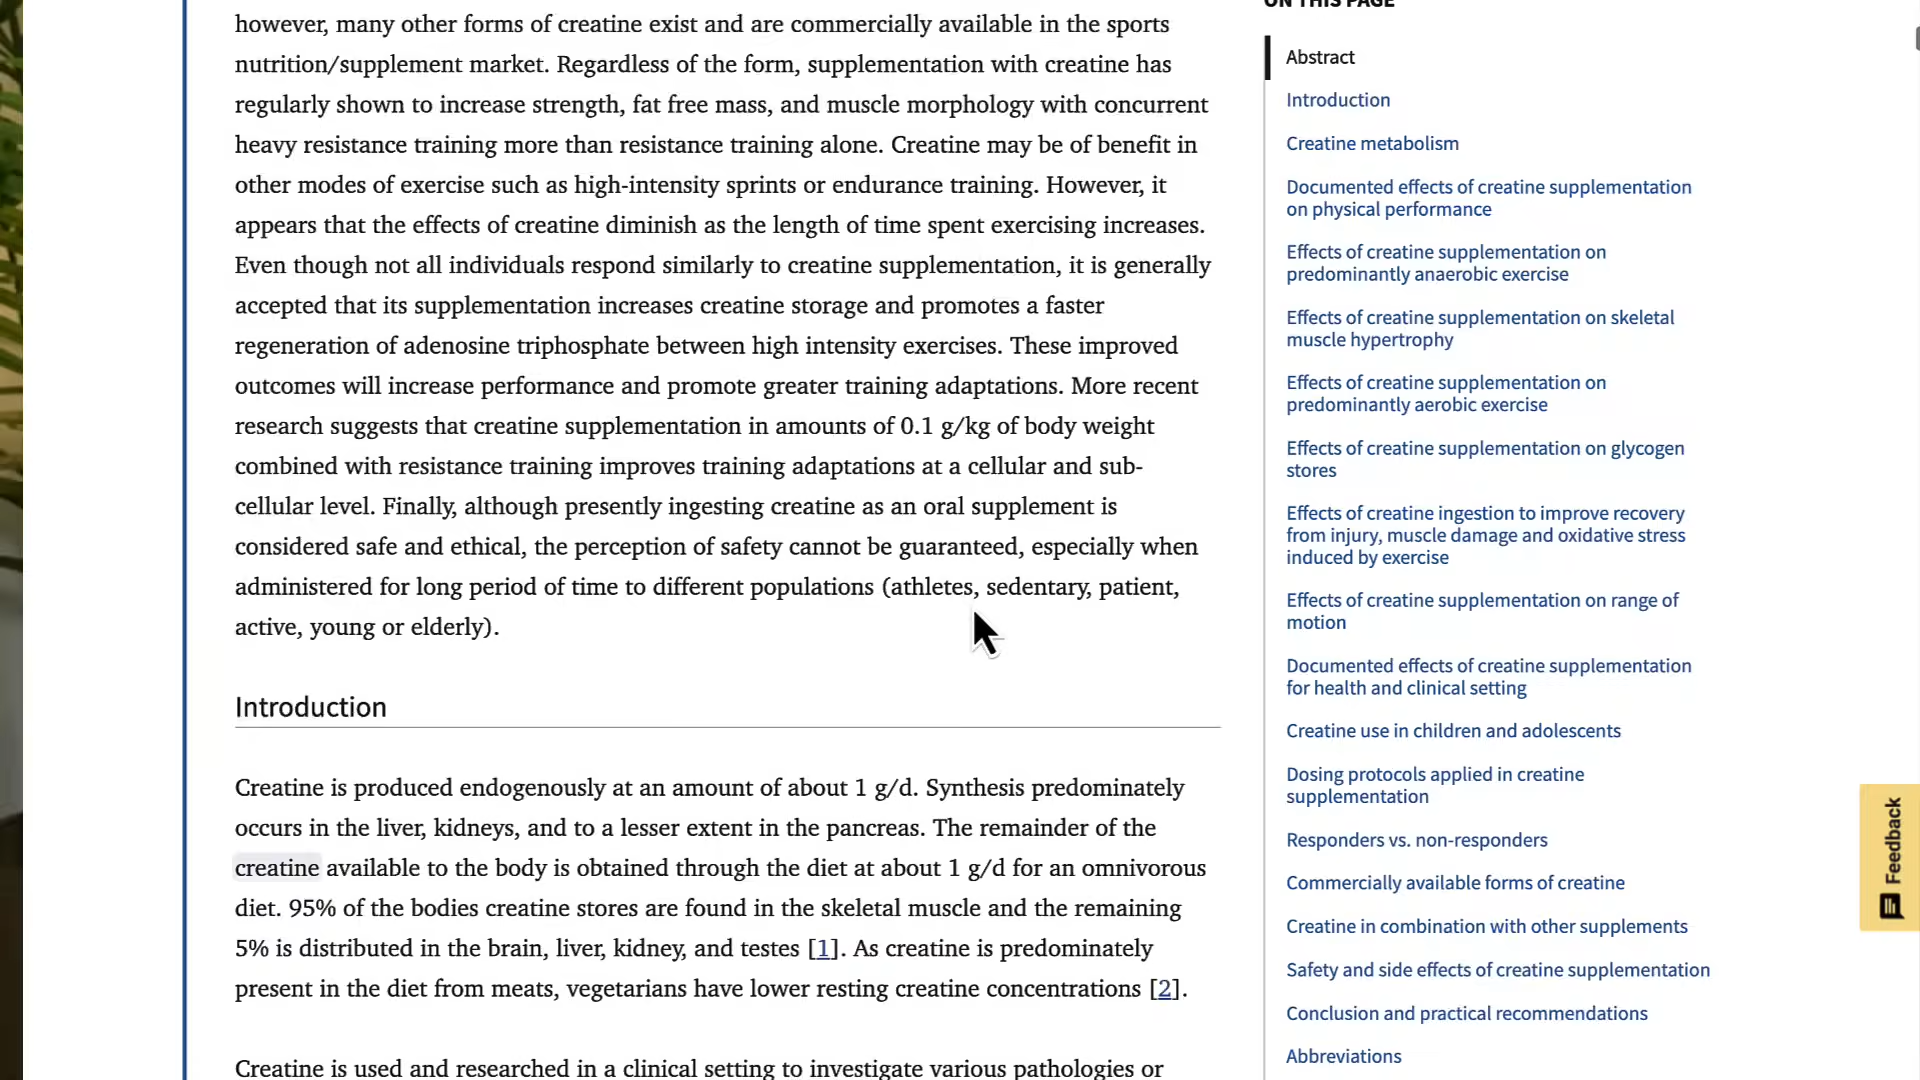 however, many other forms of creatine exist and are commercially available in the sports
nutrition/supplement market. Regardless of the form, supplementation with creatine has
regularly shown to increase strength, fat free mass, and muscle morphology with concurrent
heavy resistance training more than resistance training alone. Creatine may be of benefit in
other modes of exercise such as high-intensity sprints or endurance training. However, it
appears that the effects of creatine diminish as the length of time spent exercising increases.
Even though not all individuals respond similarly to creatine supplementation, it is generally
accepted that its supplementation increases creatine storage and promotes a faster
regeneration of adenosine triphosphate between high intensity exercises. These improved
outcomes will increase performance and promote greater training adaptations. More recent
research suggests that creatine supplementation in amounts of 0.1 g/kg of body weight
combined with resistance training improves training adaptations at a cellular and sub-
cellular level. Finally, although presently ingesting creatine as an oral supplement is
considered safe and ethical, the perception of safety cannot be guaranteed, especially when
administered for long period of time to different populations (athletes, sedentary, patient,
active, young or elderly).
Introduction
Creatine is produced endogenously at an amount of about 1 g/d. Synthesis predominately
occurs in the liver, kidneys, and to a lesser extent in the pancreas. The remainder of the
creatine available to the body is obtained through the diet at about 1 g/d for an omnivorous
diet. 95% of the bodies creatine stores are found in the skeletal muscle and the remaining
5% is distributed in the brain, liver, kidney, and testes [1]. As creatine is predominately
present in the diet from meats, vegetarians have lower resting creatine concentrations [2].
Creatine is used and researched in a clinical setting to investigate various pathologies or
ON THIS PAGE
Abstract
Introduction
Creatine metabolism
Documented effects of creatine supplementation
on physical performance
Effects of creatine supplementation on
predominantly anaerobic exercise
Effects of creatine supplementation on skeletal
muscle hypertrophy
Effects of creatine supplementation on
predominantly aerobic exercise
Effects of creatine supplementation on glycogen
stores
Effects of creatine ingestion to improve recovery
from injury, muscle damage and oxidative stress
induced by exercise
Effects of creatine supplementation on range of
motion
Documented effects of creatine supplementation
for health and clinical setting
Creatine use in children and adolescents
Dosing protocols applied in creatine
supplementation
Responders vs. non-responders
Commercially available forms of creatine
Creatine in combination with other supplements
Safety and side effects of creatine supplementation
Conclusion and practical recommendations
Abbreviations
Feedback